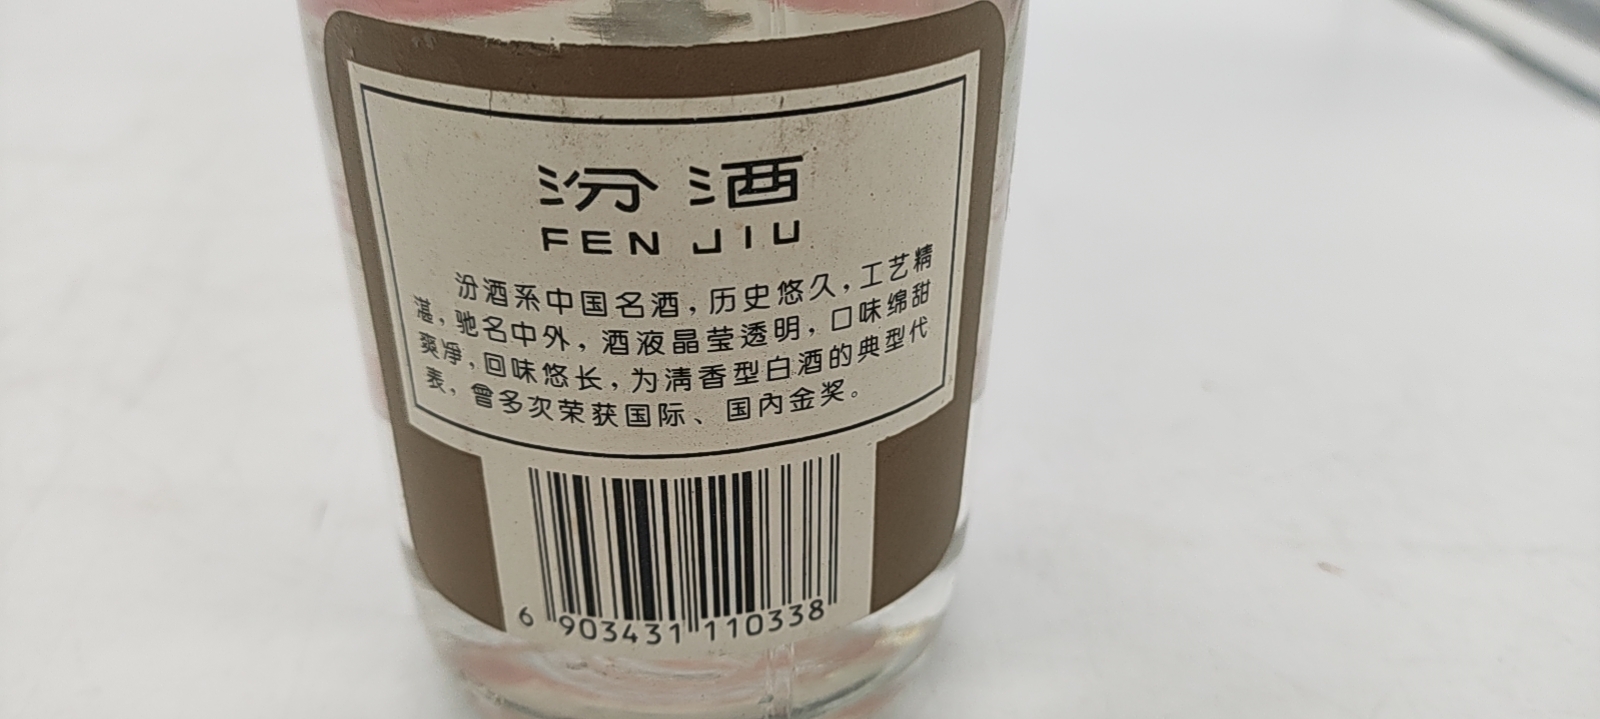 汾酒
FEN JIU
汾酒系中国名酒，历史悠久，工艺精
湛，驰名中外，酒液晶莹透明，口味绵甜
爽净，回味悠长，为清香型白酒的典型代
表，曾多次荣获国际、国内金奖。
6 903431 110338